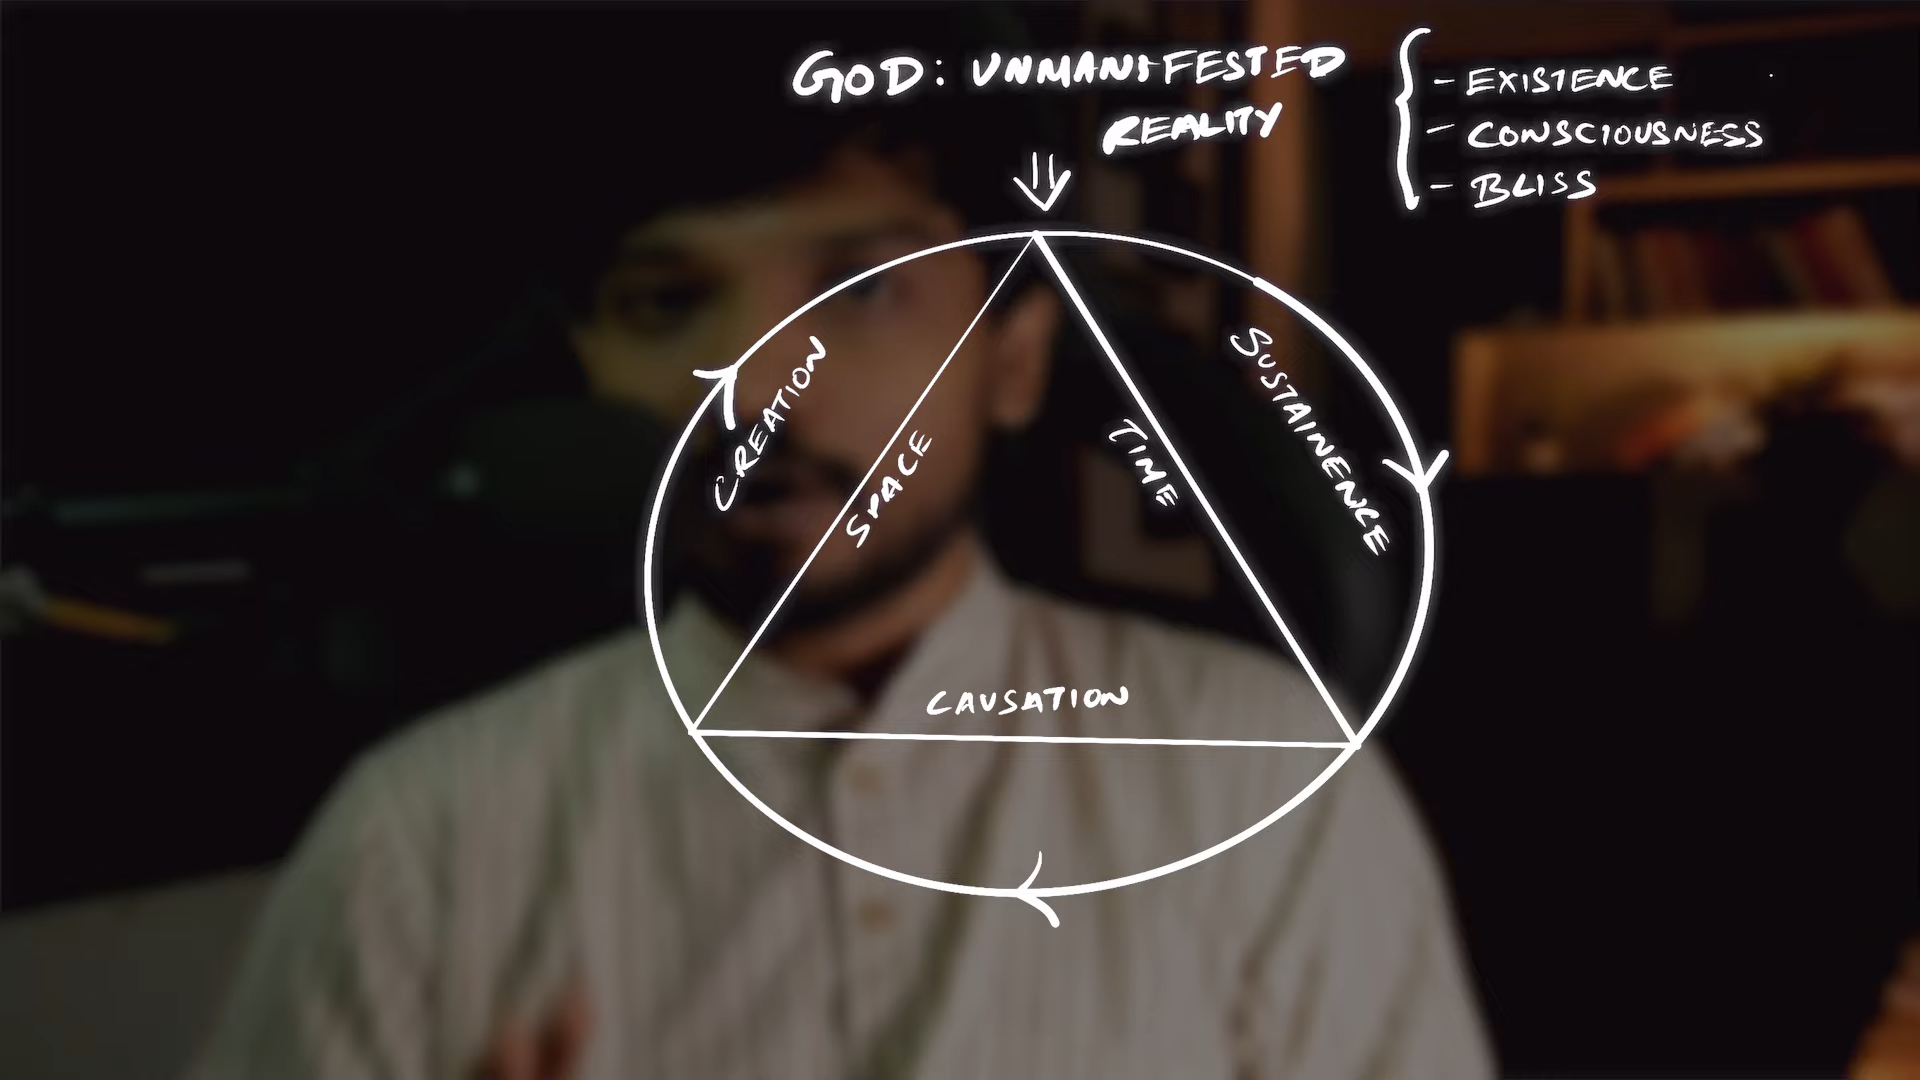 GOD: UNMANIFESTED
REALITY
- EXISTENCE
- CONSCIOUSNESS
- BLISS
CREATION
SPACE
TIME
SUSTAINENCE
CAUSATION